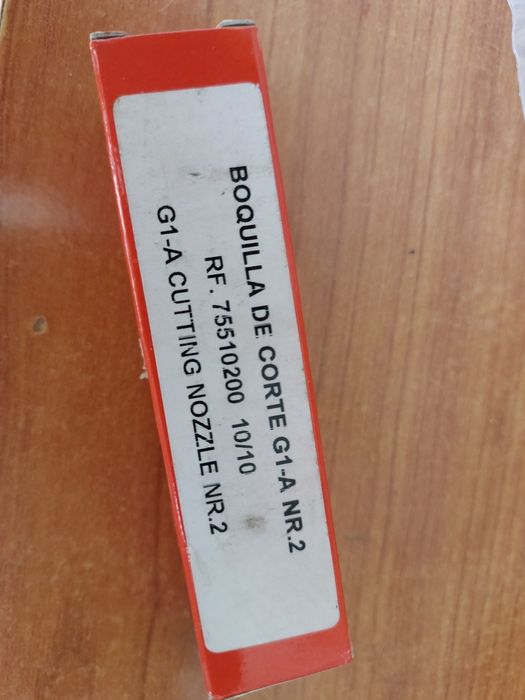 BOQUILLA DE CORTE G1-A NR.2
RF. 75510200 10/10
G1-A CUTTING NOZZLE NR.2